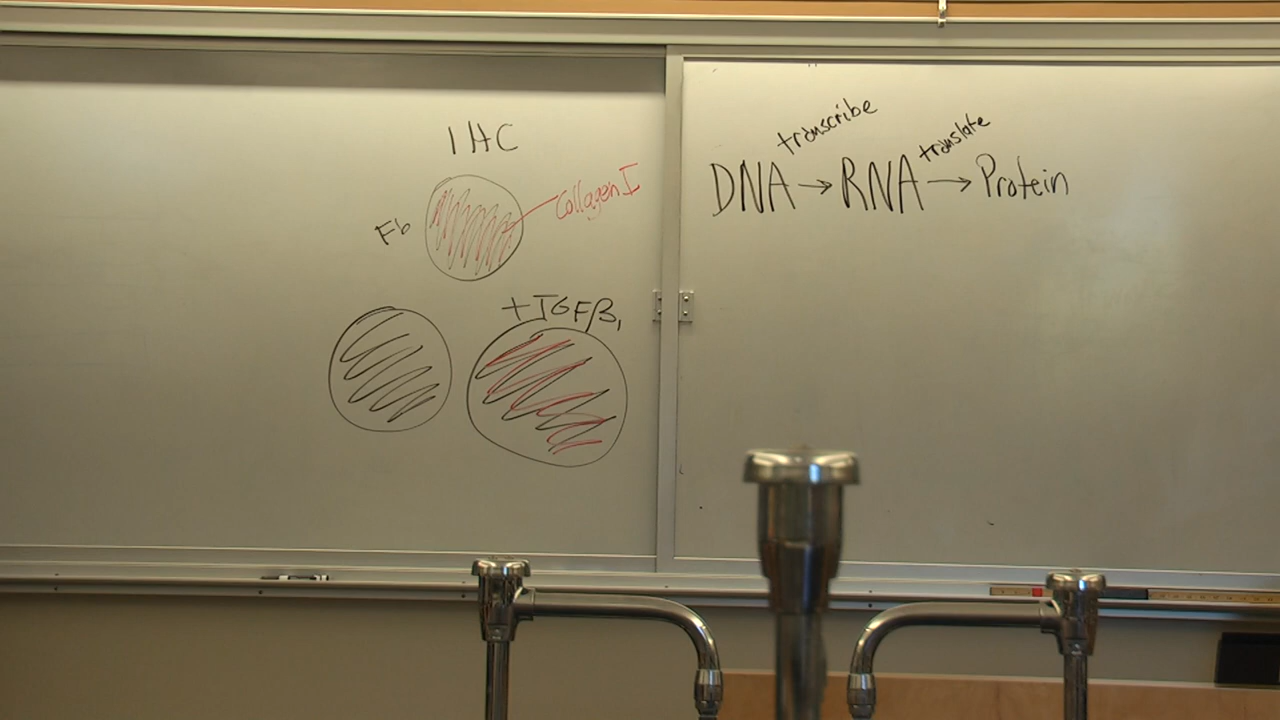 IHC
Fb
Collagen I
+TGFβ1
transcribe
translate
DNA → RNA → Protein